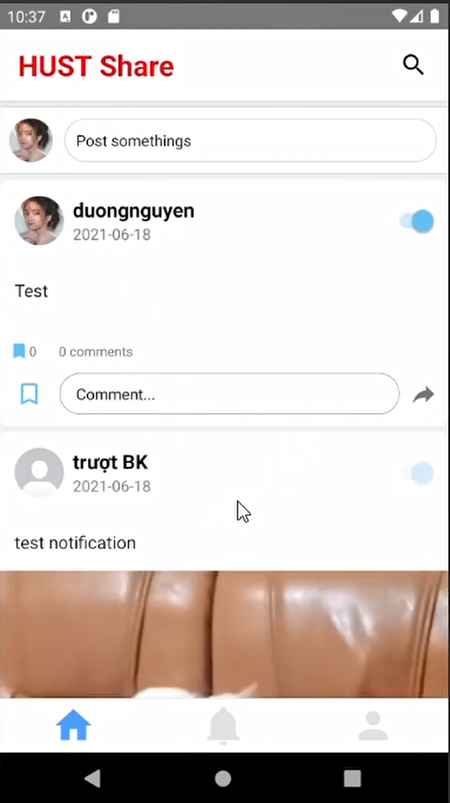 10:37
HUST Share
Post somethings
duongnguyen
2021-06-18
Test
0 0 comments
Comment...
trượt BK
2021-06-18
test notification